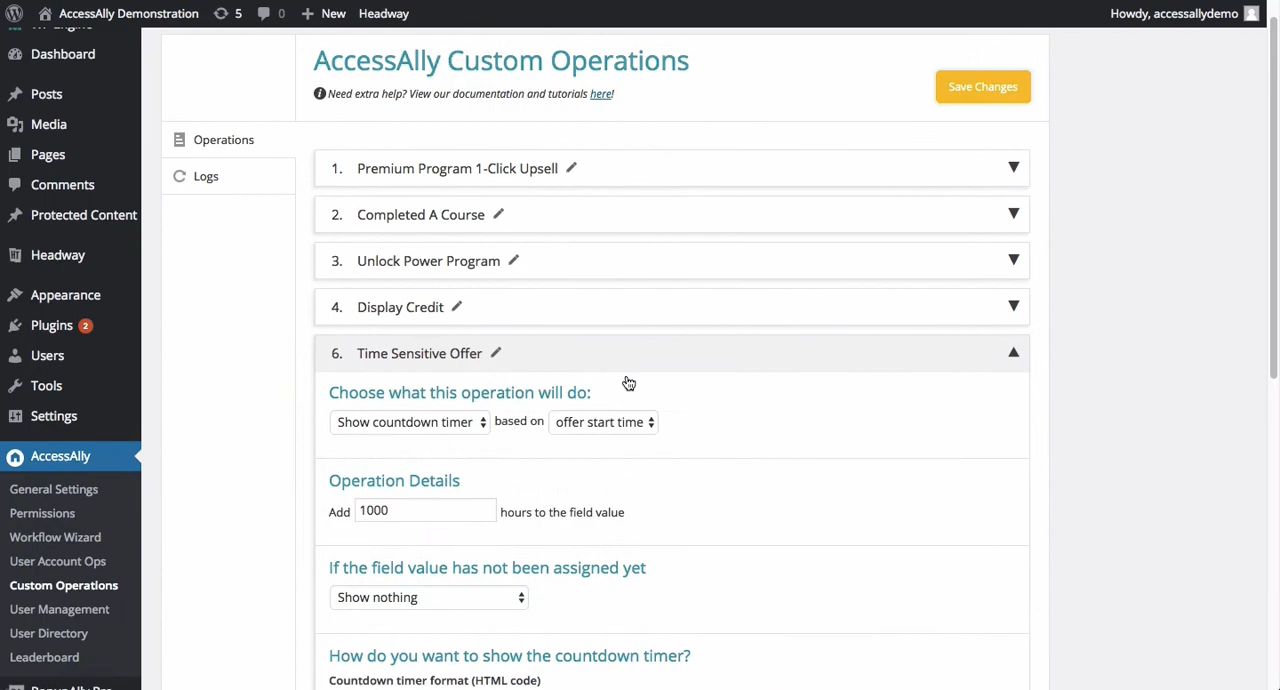 AccessAlly Demonstration 5 0 New Headway Howdy, accessallydemo
Dashboard
Posts
Media
Pages
Comments
Protected Content
Headway
Appearance
Plugins 2
Users
Tools
Settings
AccessAlly
General Settings
Permissions
Workflow Wizard
User Account Ops
Custom Operations
User Management
User Directory
Leaderboard
AccessAlly Custom Operations
Need extra help? View our documentation and tutorials here!
Save Changes
Operations
Logs
1. Premium Program 1-Click Upsell
2. Completed A Course
3. Unlock Power Program
4. Display Credit
6. Time Sensitive Offer
Choose what this operation will do:
Show countdown timer based on offer start time
Operation Details
Add 1000 hours to the field value
If the field value has not been assigned yet
Show nothing
How do you want to show the countdown timer?
Countdown timer format (HTML code)